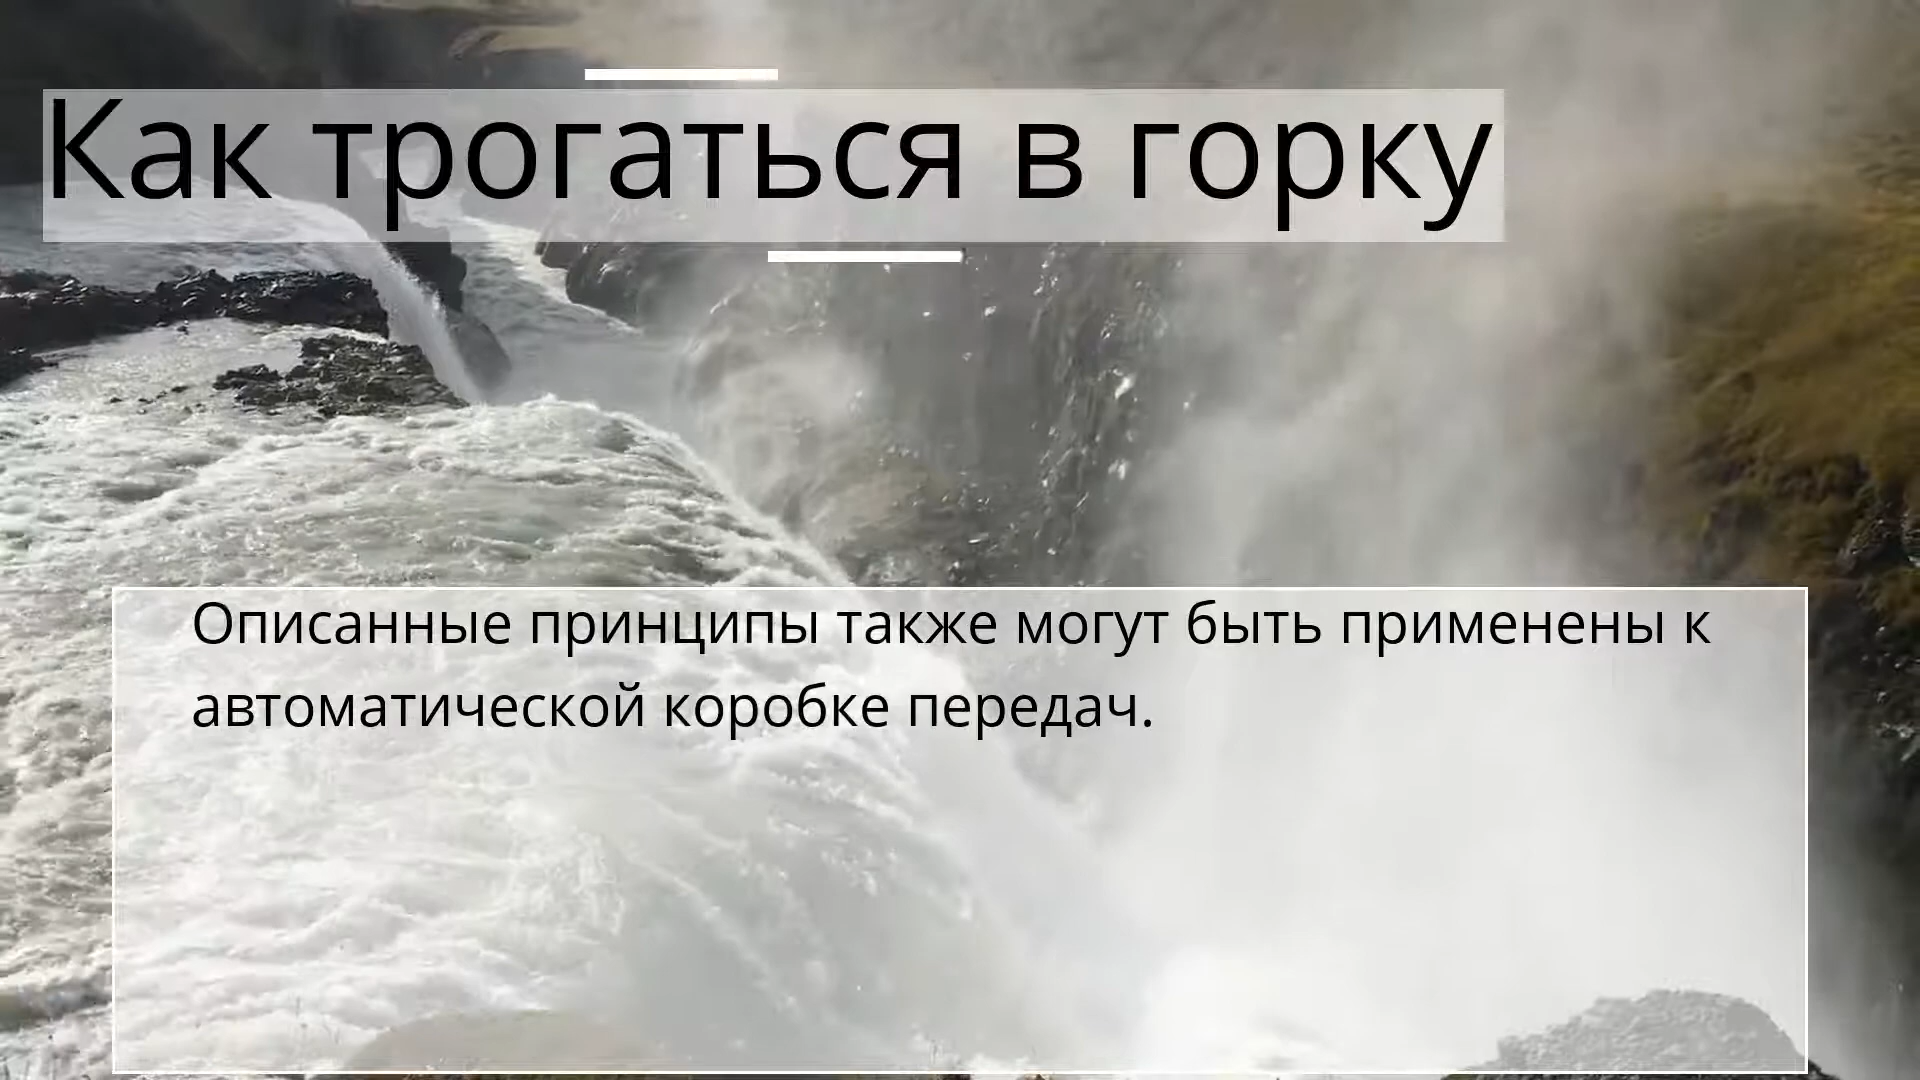 Как трогаться в горку
Описанные принципы также могут быть применены к
автоматической коробке передач.